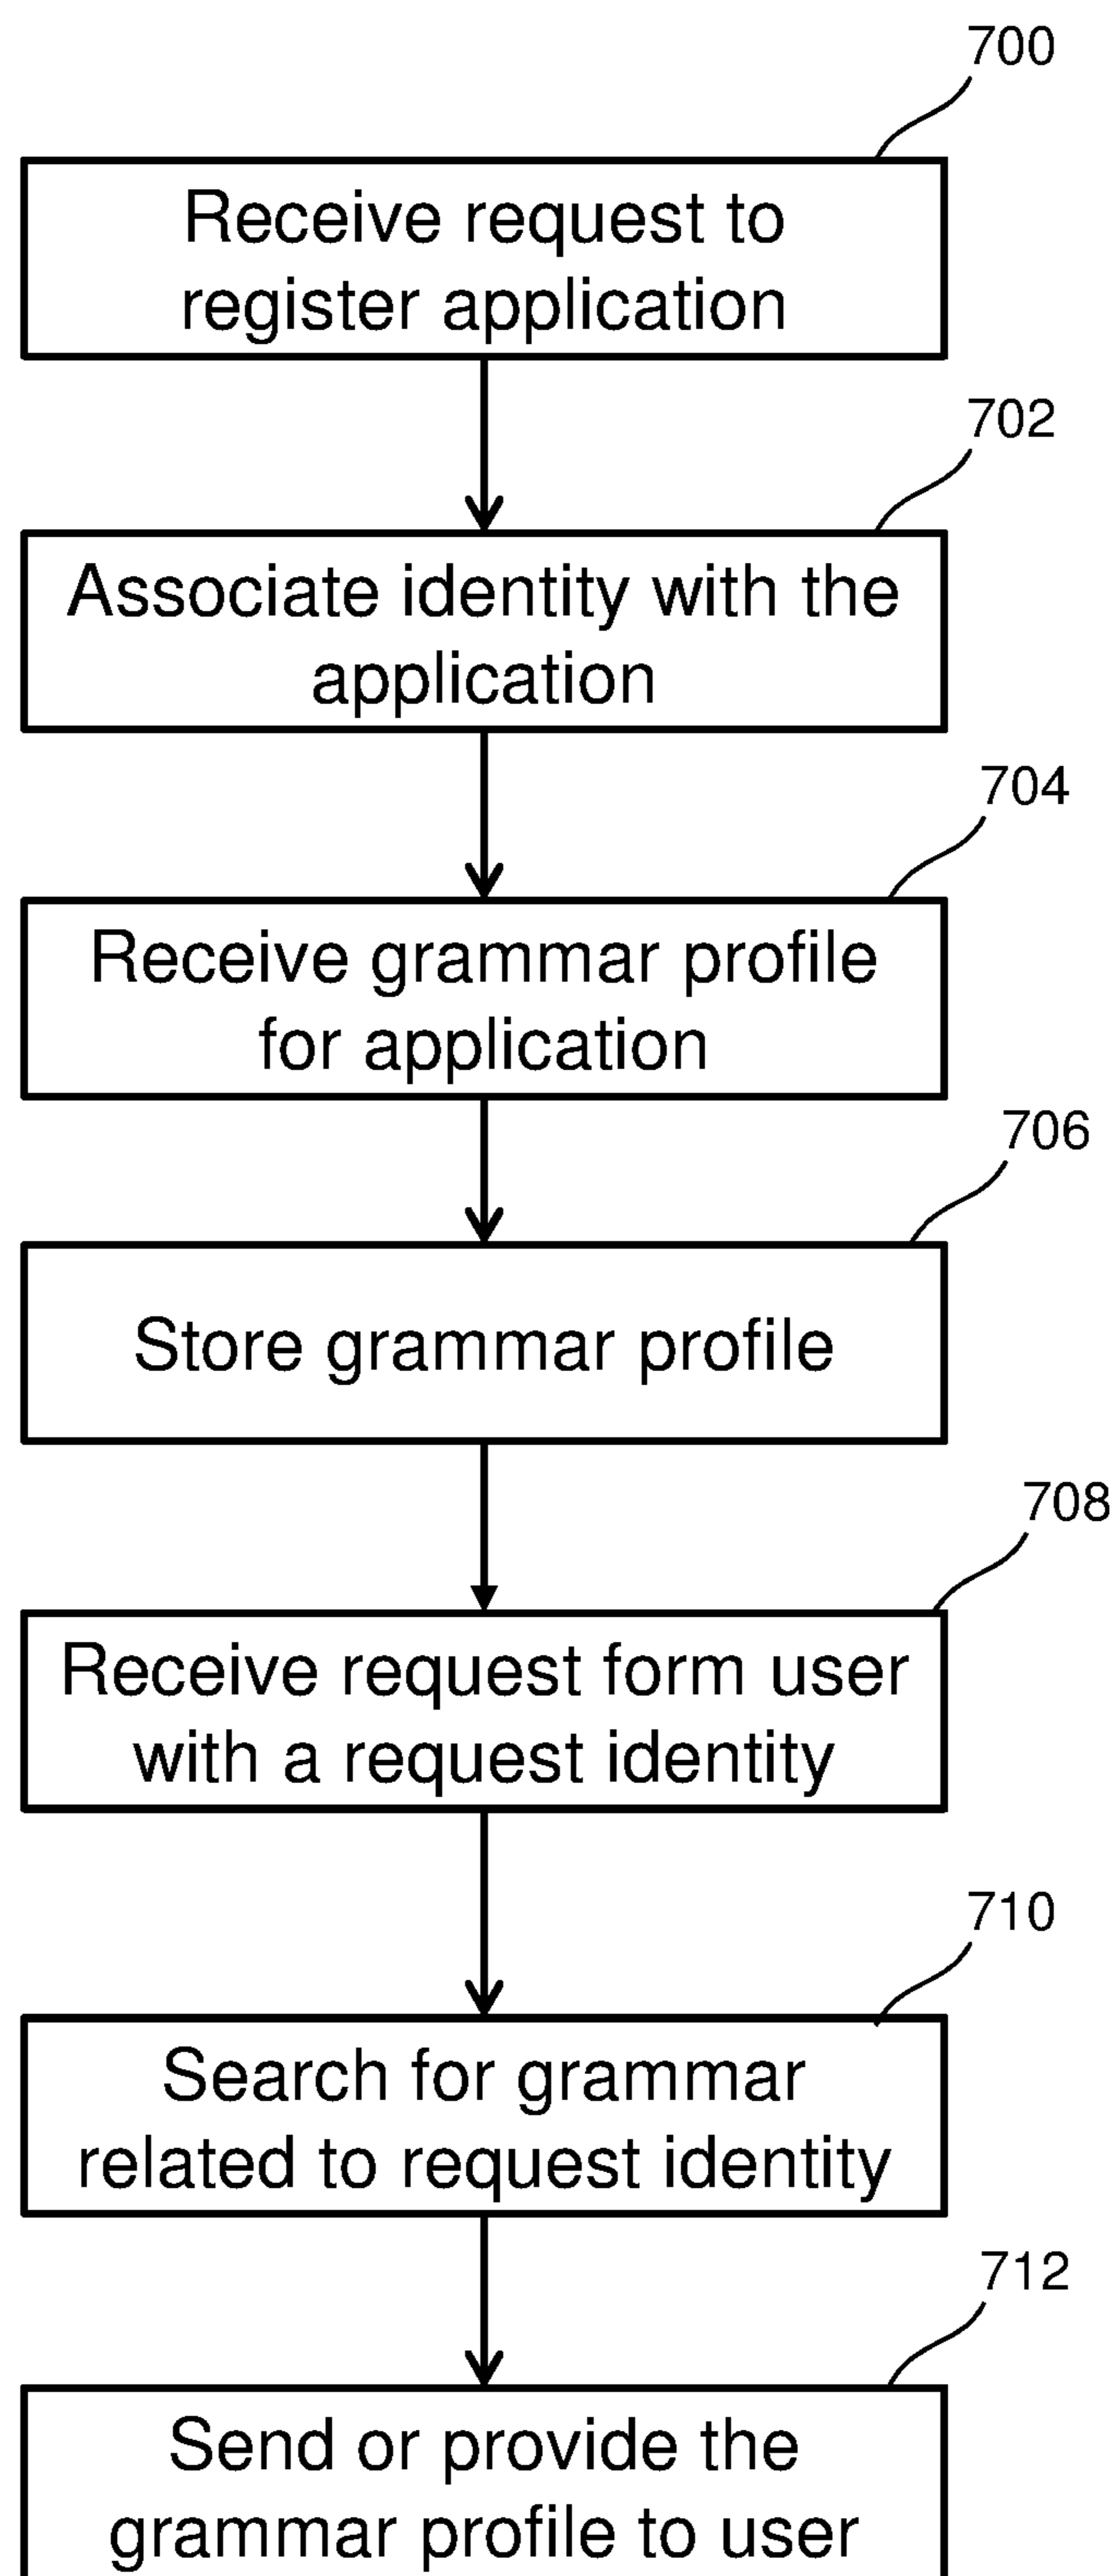 700
Receive request to
register application
702
Associate identity with the
application
704
Receive grammar profile
for application
706
Store grammar profile
708
Receive request form user
with a request identity
710
Search for grammar
related to request identity
712
Send or provide the
grammar profile to user